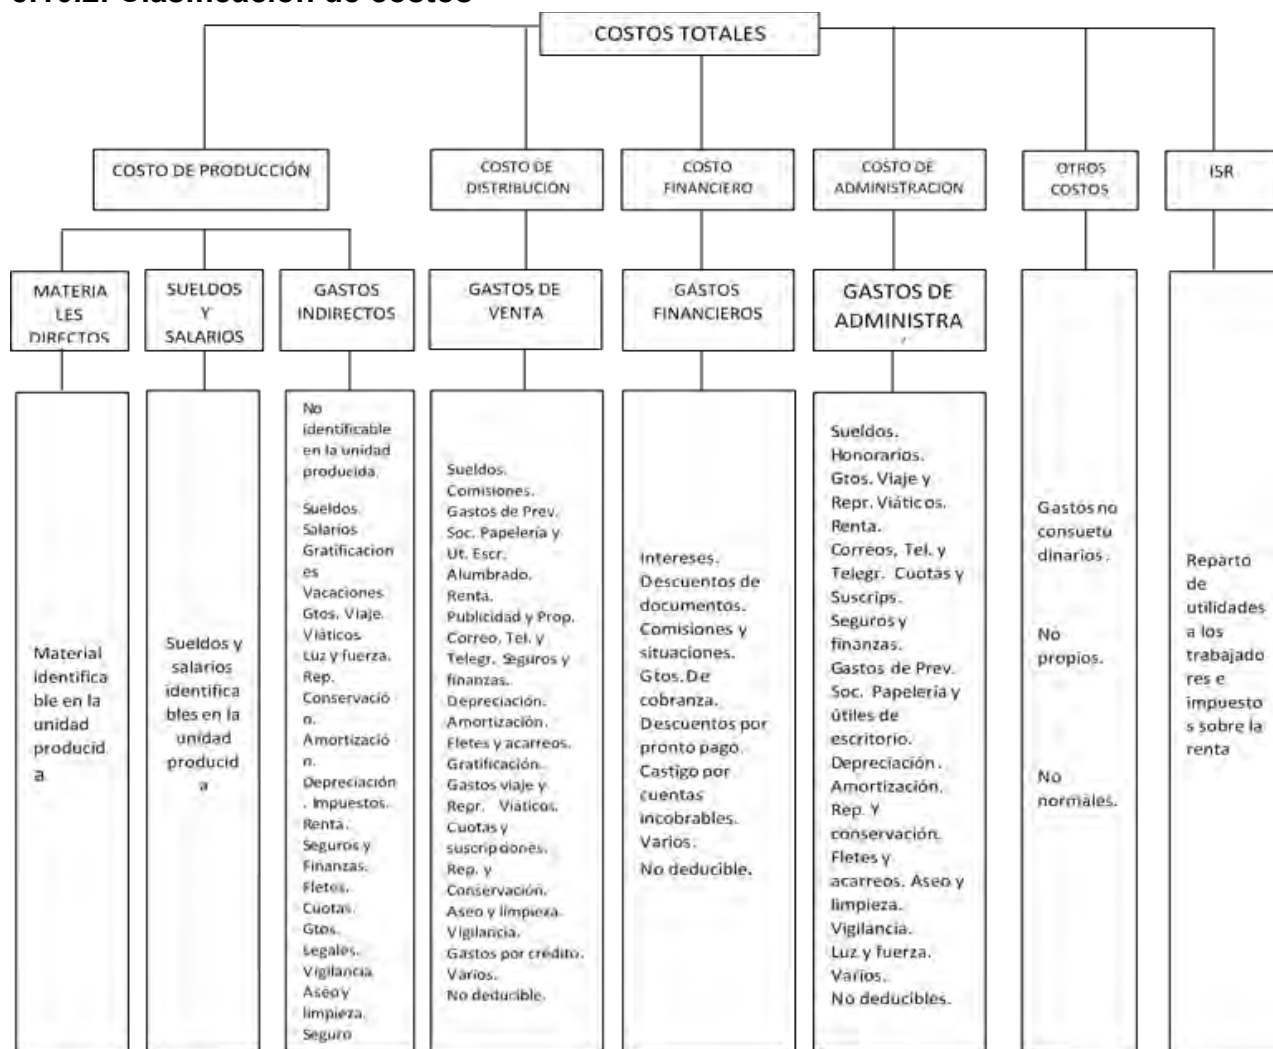 COSTOS TOTALES
COSTO DE PRODUCCIÓN
COSTO DE
DISTRIBUCIÓN
COSTO
FINANCIERO
COSTO DE
ADMINISTRACION
OTROS
COSTOS
ISR
MATERIA
LES
DIRECTOS
SUELDOS
Y
SALARIOS
GASTOS
INDIRECTOS
GASTOS DE
VENTA
GASTOS
FINANCIEROS
GASTOS DE
ADMINISTRA
Material
identifica
ble en la
unidad
producid
a
Sueldos y
salarios
identifica
bles en la
unidad
producid
a
No
identificable
en la unidad
producida.
Sueldos.
Salarios
Gratificacion
es
Vacaciones.
Gtos. Viaje.
Viáticos
Luz y fuerza.
Rep.
Conservació
n.
Amortizació
n.
Depreciación
. Impuestos.
Renta.
Seguros y
Finanzas.
Fletes.
Cuotas.
Gtos.
Legales.
Vigilancia
Aseo y
limpieza.
Seguro
Sueldos.
Comisiones.
Gastos de Prev.
Soc. Papelería y
Ut. Escr.
Alumbrado.
Renta.
Publicidad y Prop.
Correo, Tel. y
Telegr. Seguros y
finanzas.
Depreciación.
Amortización.
Fletes y acarreos.
Gratificación.
Gastos viaje y
Repr. Viáticos.
Cuotas y
suscripciones.
Rep. y
Conservación.
Aseo y limpieza.
Vigilancia.
Gastos por crédito.
Varios.
No deducible.
Intereses.
Descuentos de
documentos.
Comisiones y
situaciones.
Gtos. De
cobranza.
Descuentos por
pronto pago.
Castigo por
cuentas
incobrables.
Varios.
No deducible.
Sueldos.
Honorarios.
Gtos. Viaje y
Repr. Viáticos.
Renta.
Correos, Tel. y
Telegr. Cuotas y
Suscrips.
Seguros y
finanzas.
Gastos de Prev.
Soc. Papelería y
útiles de
escritorio.
Depreciación.
Amortización.
Rep. Y
conservación.
Fletes y
acarreos. Aseo y
limpieza.
Vigilancia.
Luz y fuerza.
Varios.
No deducibles.
Gastos no
consuetu
dinarios.
No
propios.
No
normales.
Reparto
de
utilidades
a los
trabajado
res e
impuesto
s sobre la
renta